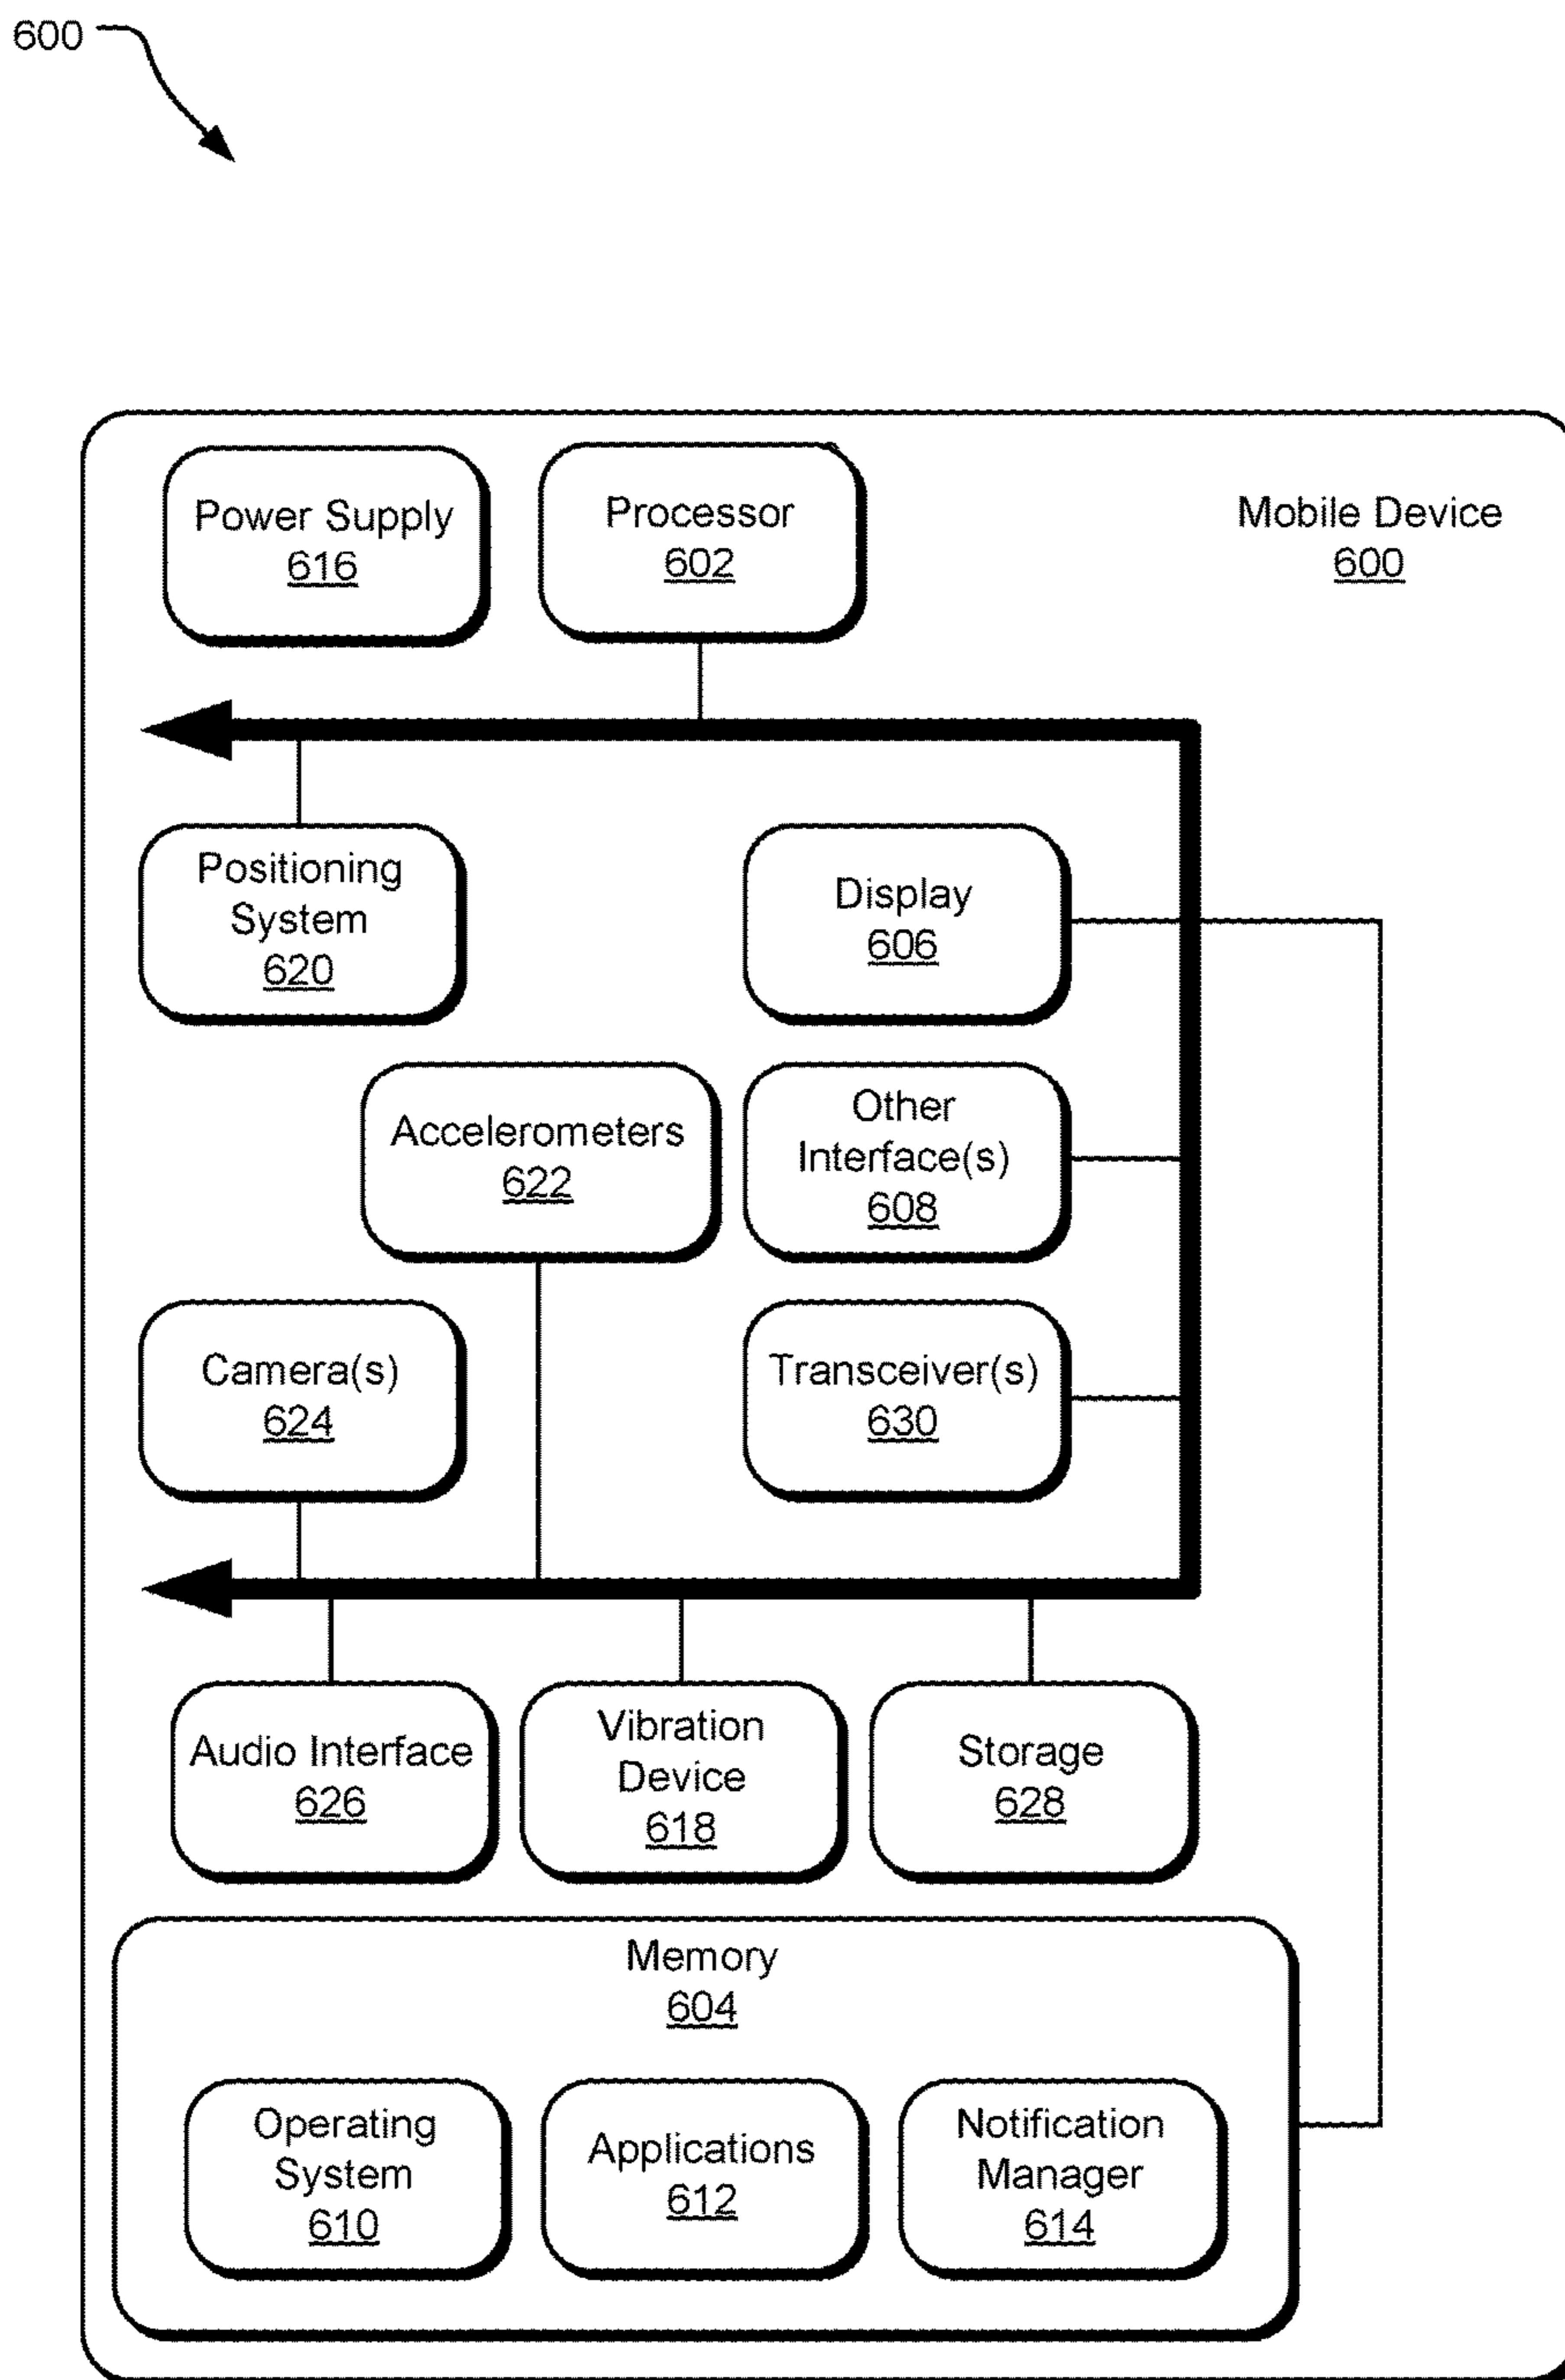 600
Power Supply
616
Processor
602
Mobile Device
600
Positioning
System
620
Display
606
Accelerometers
622
Other
Interface(s)
608
Camera(s)
624
Transceiver(s)
630
Audio Interface
626
Vibration
Device
618
Storage
628
Memory
604
Operating
System
610
Applications
612
Notification
Manager
614